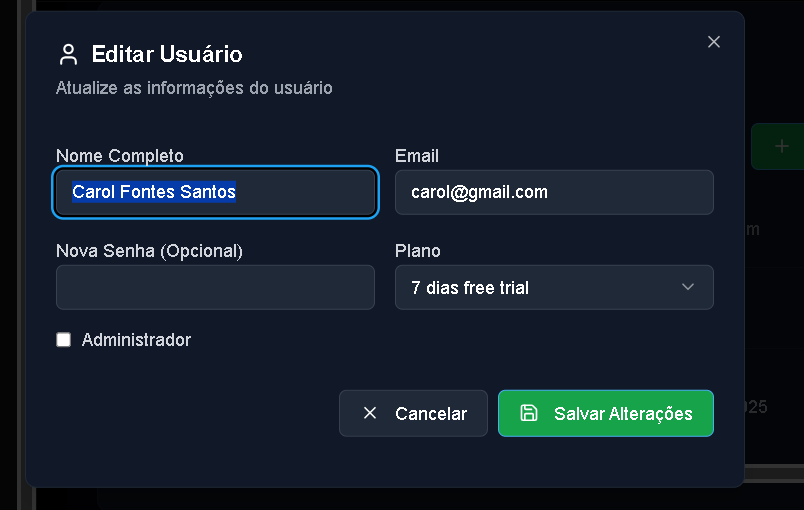 Editar Usuário
Atualize as informações do usuário
Nome Completo
Email
Carol Fontes Santos
carol@gmail.com
Nova Senha (Opcional)
Plano
7 dias free trial
Administrador
Cancelar
Salvar Alterações